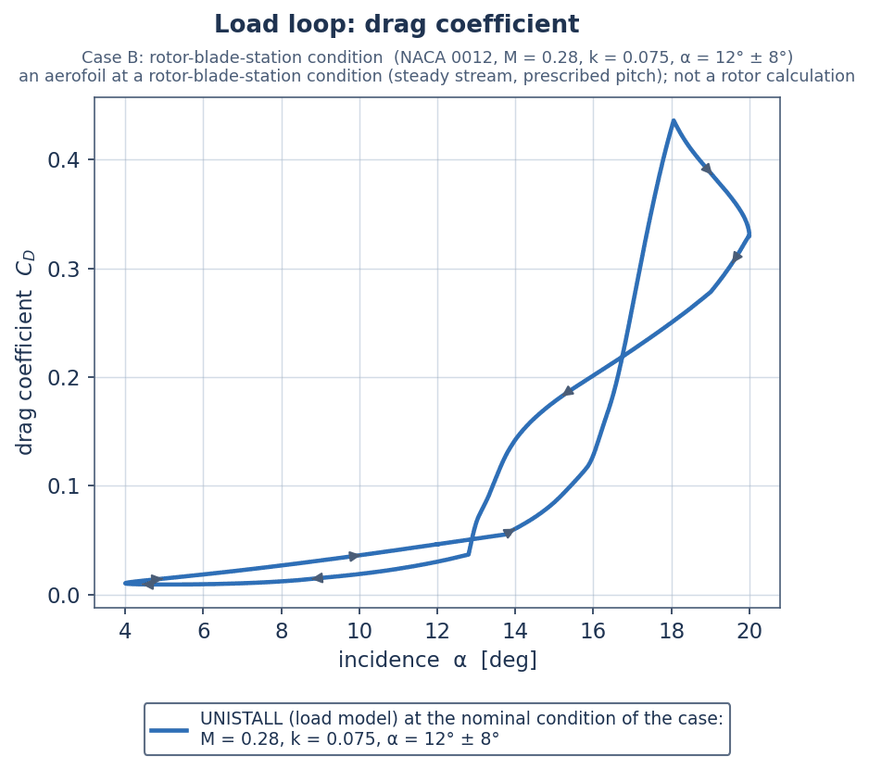 Load loop: drag coefficient
Case B: rotor-blade-station condition (NACA 0012, M = 0.28, k = 0.075, α = 12° ± 8°)
an aerofoil at a rotor-blade-station condition (steady stream, prescribed pitch); not a rotor calculation
drag coefficient C_D
0.4
0.3
0.2
0.1
0.0
4 6 8 10 12 14 16 18 20
incidence α [deg]
UNISTALL (load model) at the nominal condition of the case:
M = 0.28, k = 0.075, α = 12° ± 8°